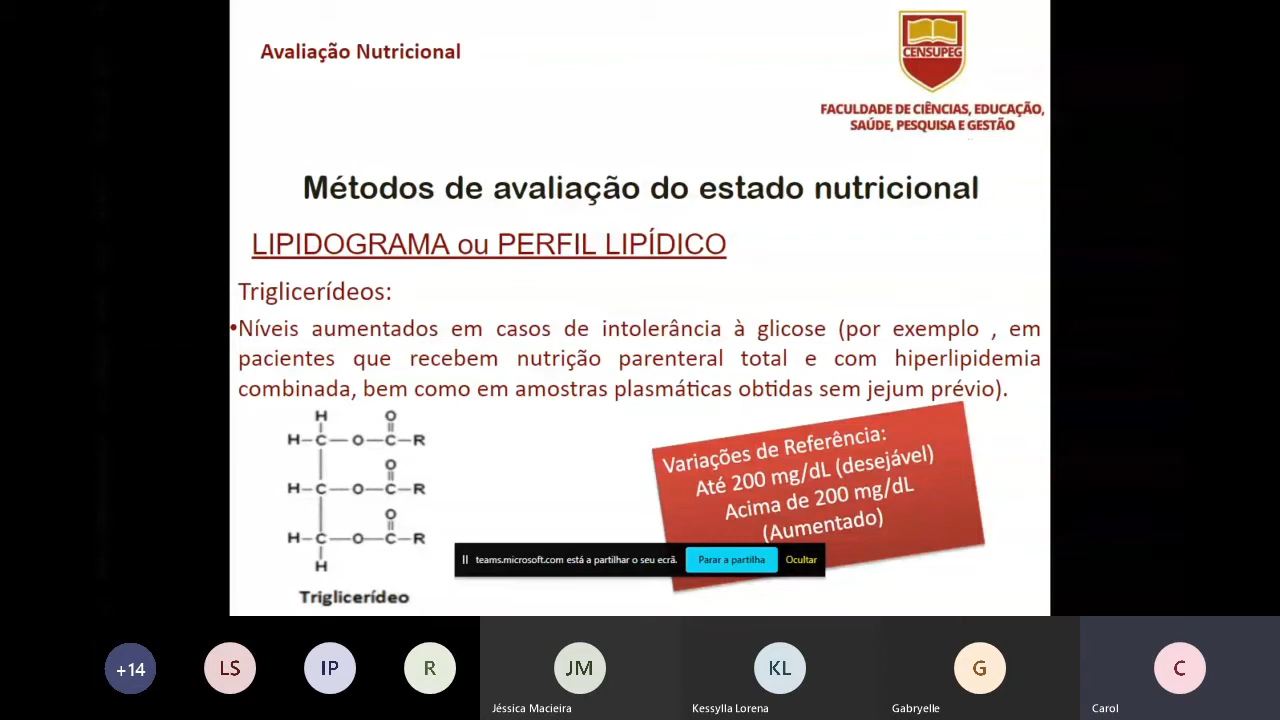 Avaliação Nutricional
CENSUPEG
FACULDADE DE CIÊNCIAS, EDUCAÇÃO,
SAÚDE, PESQUISA E GESTÃO
Métodos de avaliação do estado nutricional
LIPIDOGRAMA ou PERFIL LIPÍDICO
Triglicerídeos:
•Níveis aumentados em casos de intolerância à glicose (por exemplo , em
pacientes que recebem nutrição parenteral total e com hiperlipidemia
combinada, bem como em amostras plasmáticas obtidas sem jejum prévio).
H O
H-C-O-C-R
O
H-C-O-C-R
O
H-C-O-C-R
H
Triglicerídeo
Variações de Referência:
Até 200 mg/dL (desejável)
Acima de 200 mg/dL
(Aumentado)
teams.microsoft.com está a partilhar o seu ecrã. Parar a partilha Ocultar
+14 LS IP R JM KL G C
Jéssica Macieira Kessylla Lorena Gabryelle Carol